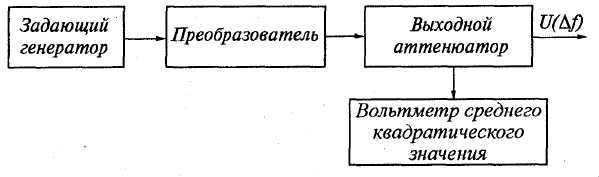 Задающий
генератор
Преобразователь
Выходной
аттенюатор
U(Δf)
Вольтметр среднего
квадратического
значения